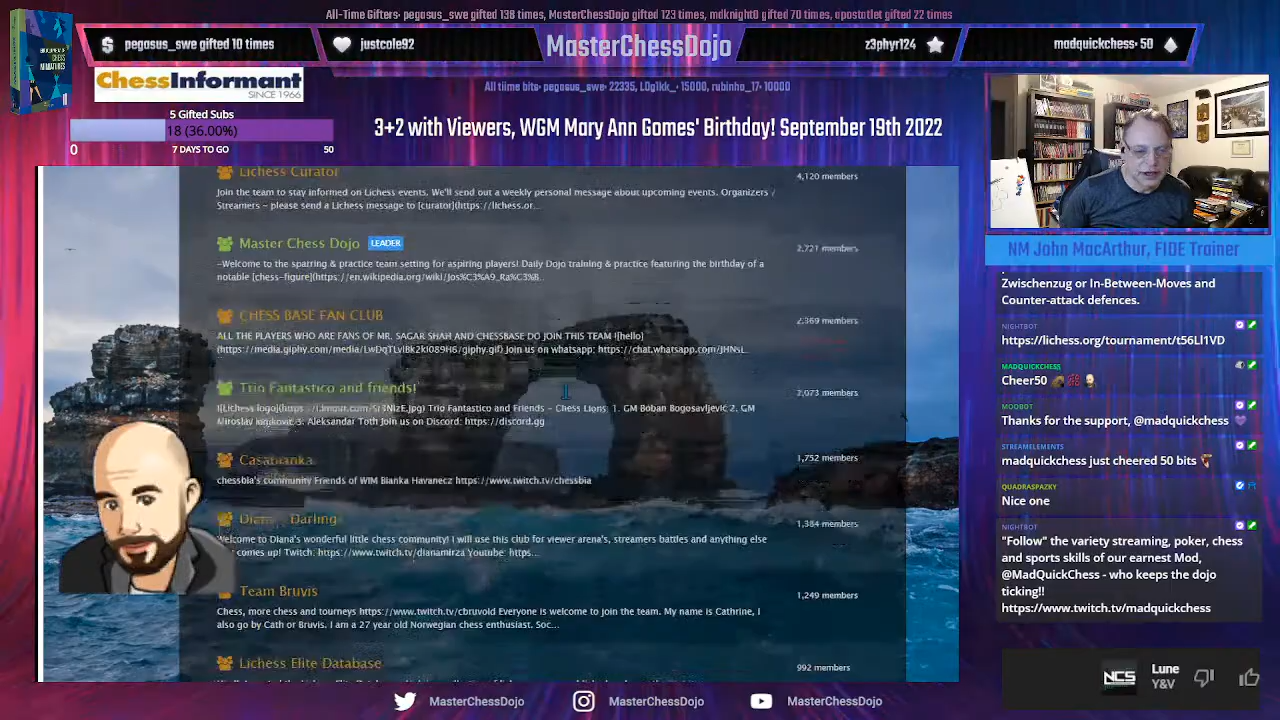 All-Time Gifters: pegasus_swe gifted 138 times, MasterChessDojo gifted 123 times, mdknight0 gifted 70 times, apostatlet gifted 22 times
pegasus_swe gifted 10 times
justcole92
MasterChessDojo
z3phyr124
madquickchess: 50
ChessInformant
SINCE 1966
All tiime bits: pegasus_swe: 22335, L0g1kk_: 15000, rubinho_17: 10000
5 Gifted Subs
18 (36.00%)
0
7 DAYS TO GO
50
3+2 with Viewers, WGM Mary Ann Gomes' Birthday! September 19th 2022
Lichess Curator
4,120 members
Join the team to stay informed on Lichess events. We'll send out a weekly personal message about upcoming events. Organizers /
Streamers - please send a Lichess message to [curator](https://lichess.or...
Master Chess Dojo LEADER
2,721 members
~Welcome to the sparring & practice team setting for aspiring players! Daily Dojo training & practice featuring the birthday of a
notable [chess-figure](https://en.wikipedia.org/wiki/Jos%C3%A9_Ra%C3%B...
CHESS BASE FAN CLUB
2,369 members
ALL THE PLAYERS WHO ARE FANS OF MR. SAGAR SHAH AND CHESSBASE DO JOIN THIS TEAM ![hello]
Join us on whatsapp: https://chat.whatsapp.com/JHNsL...
Trio Fantastico and friends!
2,073 members
Trio Fantastico and Friends - Chess Lions: 1. GM Boban Bogosavljević 2. GM
Aleksandar Toth Join us on Discord: https://discord.gg...
Casablanka
1,752 members
chessbia's community Friends of WIM Bianka Havanecz https://www.twitch.tv/chessbia
Darling
1,384 members
Welcome to Diana's wonderful little chess community! I will use this club for viewer arena's, streamers battles and anything else
comes up! Twitch: https://www.twitch.tv/dianamirza Youtube: https...
Team Bruvis
1,249 members
Chess, more chess and tourneys https://www.twitch.tv/cbruvold Everyone is welcome to join the team. My name is Cathrine, I
also go by Cath or Bruvis. I am a 27 year old Norwegian chess enthusiast. Soc...
Lichess Elite Database
992 members
NM John MacArthur, FIDE Trainer
Zwischenzug or In-Between-Moves and
Counter-attack defences.
NIGHTBOT
https://lichess.org/tournament/t56Ll1VD
MADQUICKCHESS
Cheer50
MOOBOT
Thanks for the support, @madquickchess
STREAMELEMENTS
madquickchess just cheered 50 bits
QUADRASPAZKY
Nice one
NIGHTBOT
"Follow" the variety streaming, poker, chess
and sports skills of our earnest Mod,
@MadQuickChess - who keeps the dojo
ticking!!
https://www.twitch.tv/madquickchess
NCS
Lune
Y&V
MasterChessDojo
MasterChessDojo
MasterChessDojo